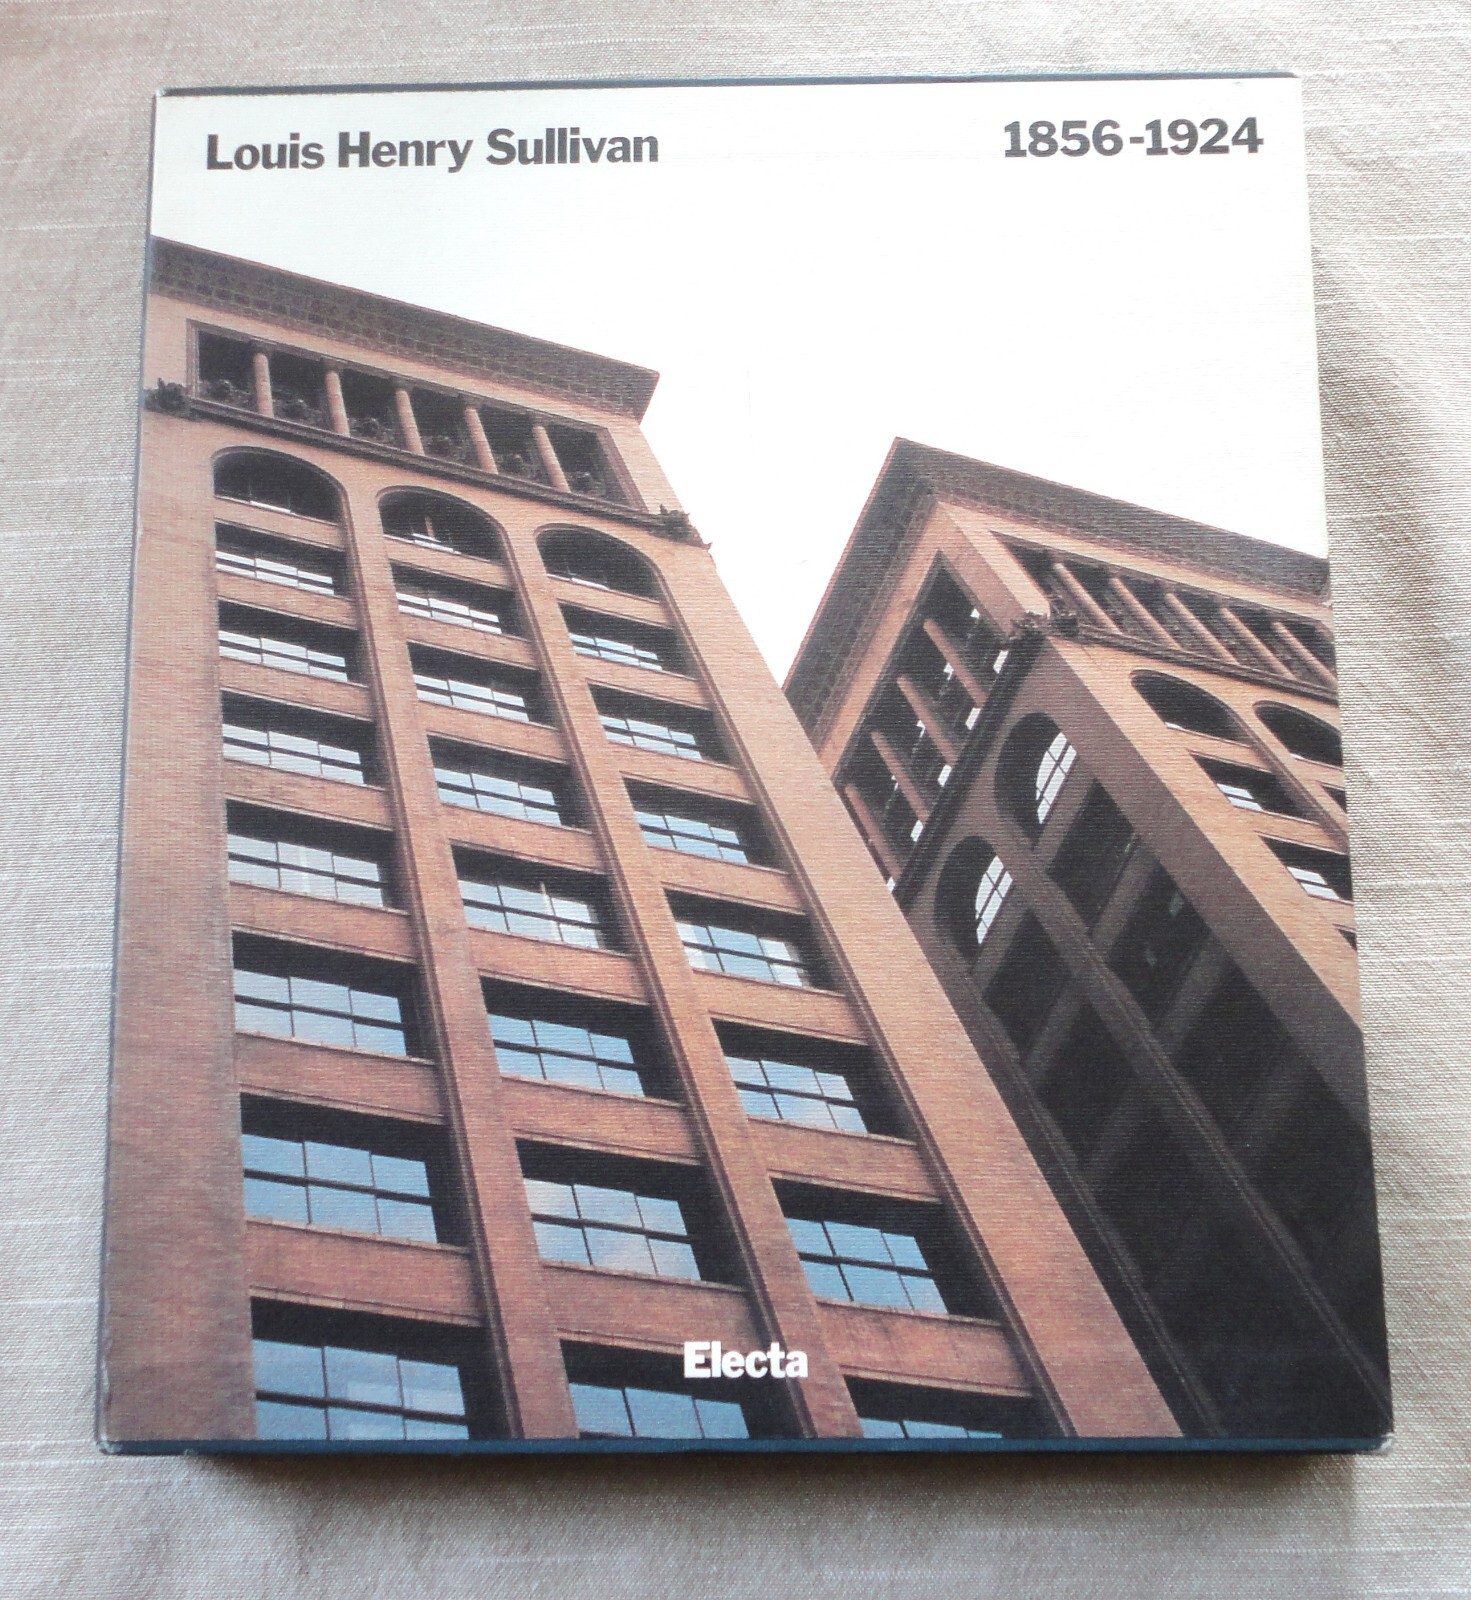 Louis Henry Sullivan 1856-1924
Electa